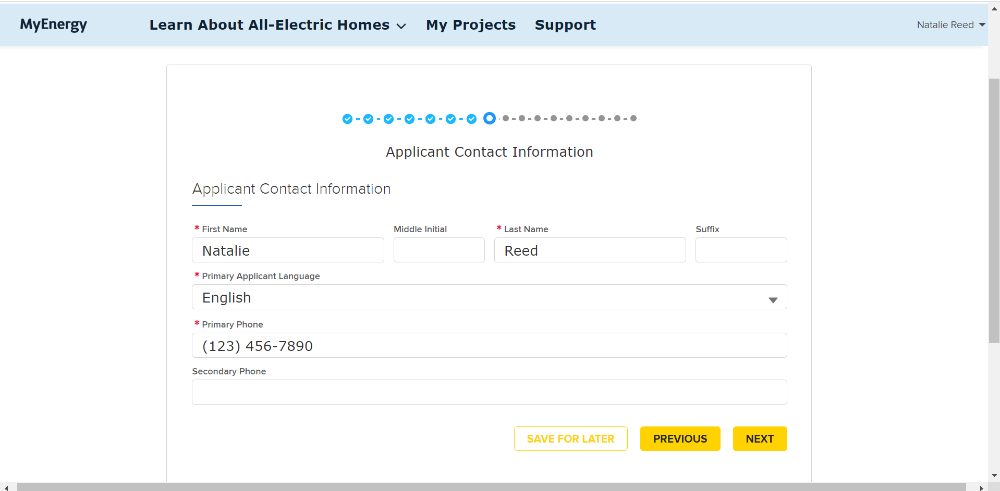 MyEnergy
Learn About All-Electric Homes
My Projects
Support
Natalie Reed
Applicant Contact Information
Applicant Contact Information
* First Name
Middle Initial
* Last Name
Suffix
Natalie
Reed
* Primary Applicant Language
English
* Primary Phone
(123) 456-7890
Secondary Phone
SAVE FOR LATER
PREVIOUS
NEXT